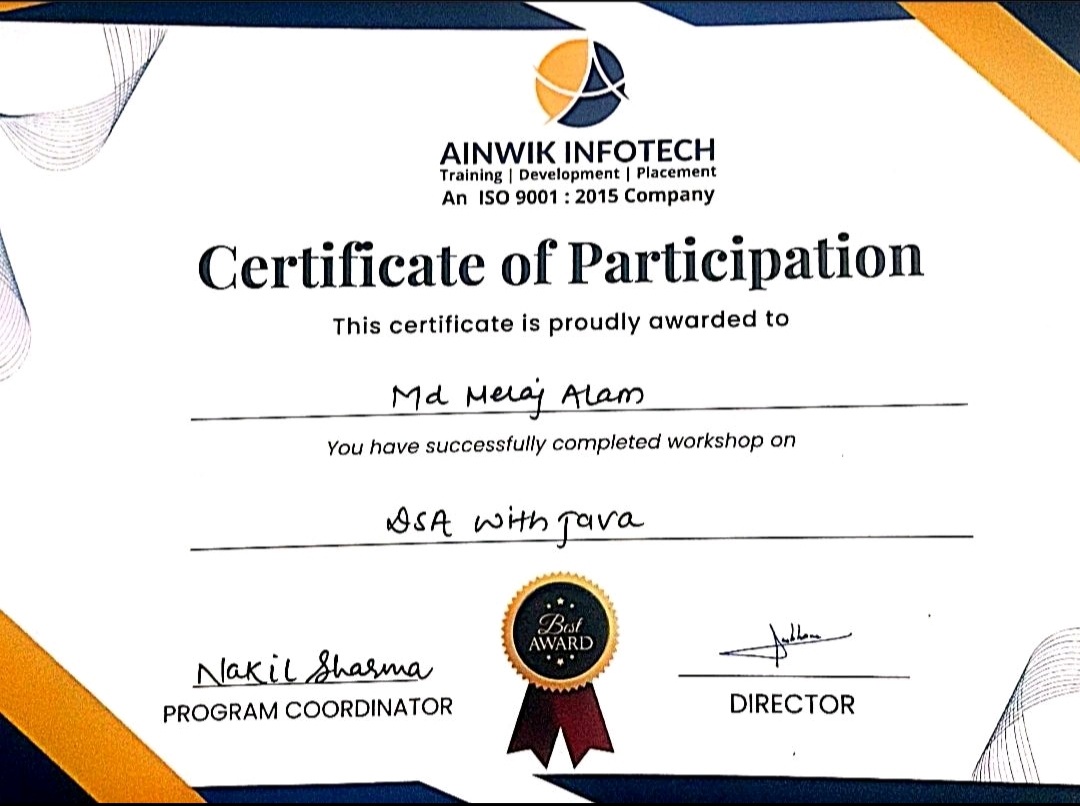 AINWIK INFOTECH
Training | Development | Placement
An ISO 9001 : 2015 Company
Certificate of Participation
This certificate is proudly awarded to
Md Meraj Alam
You have successfully completed workshop on
DSA with Java
Best
AWARD
Nakil Sharma
PROGRAM COORDINATOR
DIRECTOR